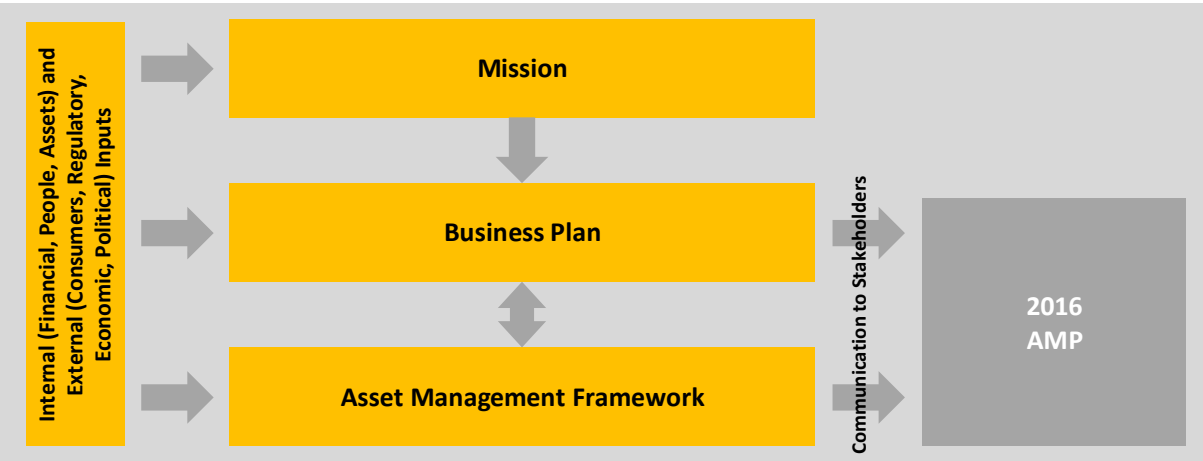 Internal (Financial, People, Assets) and
External (Consumers, Regulatory,
Economic, Political) Inputs
Mission
Business Plan
Asset Management Framework
Communication to Stakeholders
2016
AMP